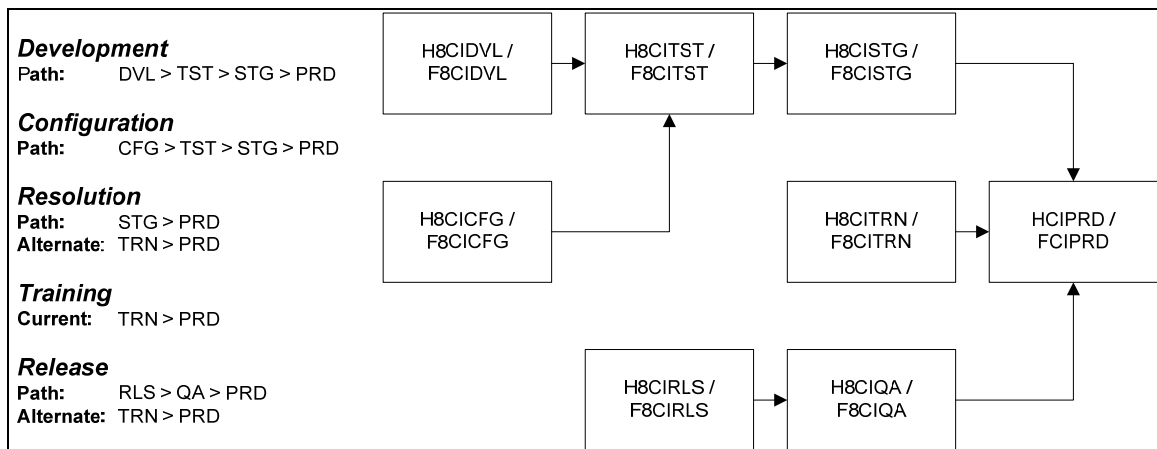 Development
Path: DVL > TST > STG > PRD
Configuration
Path: CFG > TST > STG > PRD
Resolution
Path: STG > PRD
Alternate: TRN > PRD
Training
Current: TRN > PRD
Release
Path: RLS > QA > PRD
Alternate: TRN > PRD
H8CIDVL /
F8CIDVL
H8CITST /
F8CITST
H8CISTG /
F8CISTG
H8CICFG /
F8CICFG
H8CITRN /
F8CITRN
HCIPRD /
FCIPRD
H8CIRLS /
F8CIRLS
H8CIQA /
F8CIQA